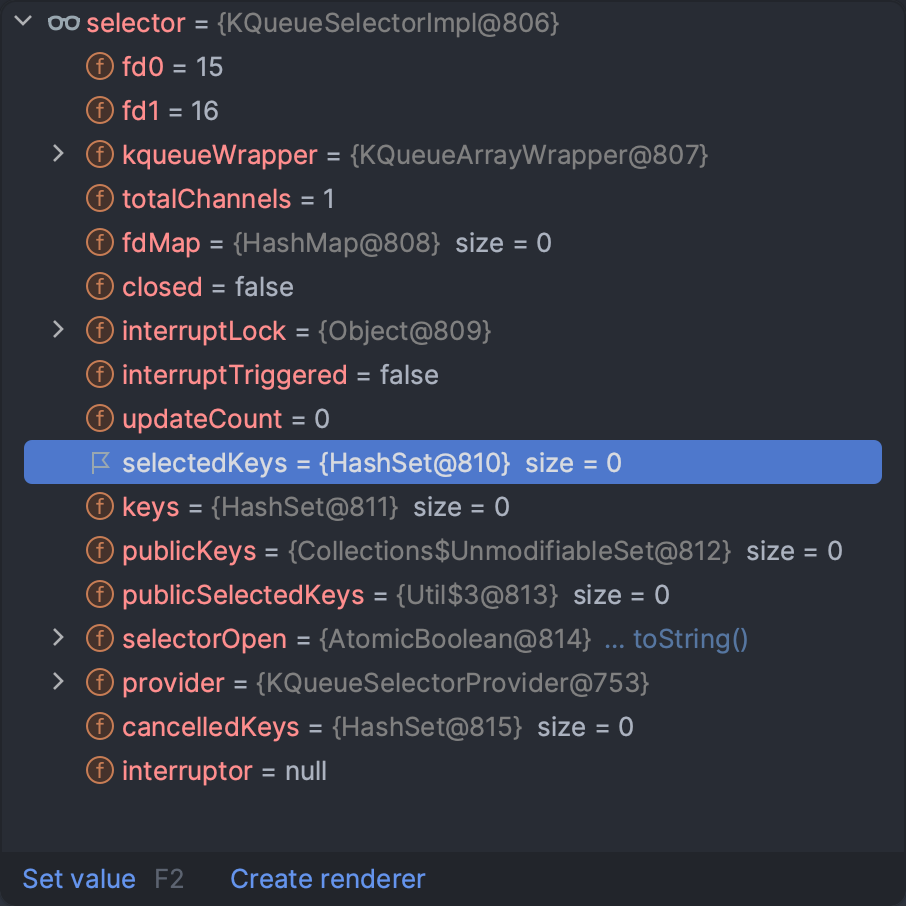 selector = {KQueueSelectorImpl@806}
f fd0 = 15
f fd1 = 16
f kqueueWrapper = {KQueueArrayWrapper@807}
f totalChannels = 1
f fdMap = {HashMap@808} size = 0
f closed = false
f interruptLock = {Object@809}
f interruptTriggered = false
f updateCount = 0
selectedKeys = {HashSet@810} size = 0
f keys = {HashSet@811} size = 0
f publicKeys = {Collections$UnmodifiableSet@812} size = 0
f publicSelectedKeys = {Util$3@813} size = 0
f selectorOpen = {AtomicBoolean@814} ... toString()
f provider = {KQueueSelectorProvider@753}
f cancelledKeys = {HashSet@815} size = 0
f interruptor = null
Set value F2 Create renderer